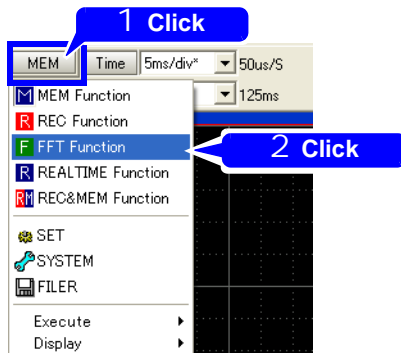 1 Click
MEM Time 5ms/div* 50us/S
M MEM Function 125ms
R REC Function
F FFT Function
2 Click
R REALTIME Function
RM REC&MEM Function
SET
SYSTEM
FILER
Execute
Display